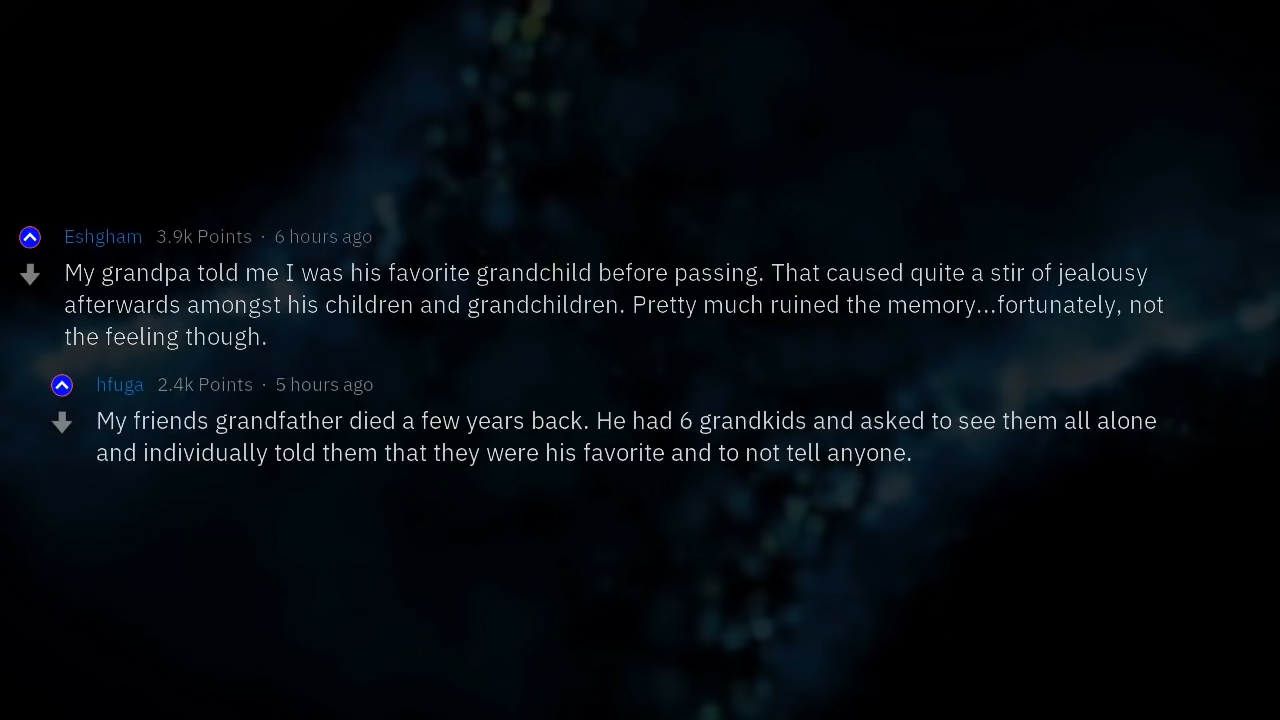 Eshgham 3.9k Points · 6 hours ago
My grandpa told me I was his favorite grandchild before passing. That caused quite a stir of jealousy
afterwards amongst his children and grandchildren. Pretty much ruined the memory...fortunately, not
the feeling though.
hfuga 2.4k Points · 5 hours ago
My friends grandfather died a few years back. He had 6 grandkids and asked to see them all alone
and individually told them that they were his favorite and to not tell anyone.